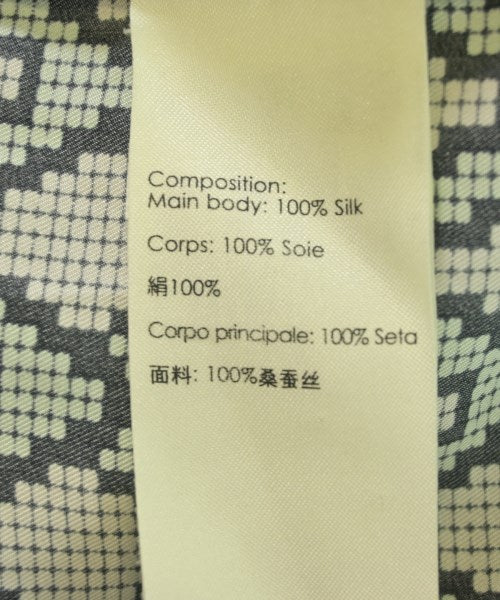 Composition:
Main body: 100% Silk
Corps: 100% Soie
絹100%
Corpo principale: 100% Seta
面料: 100%桑蚕丝